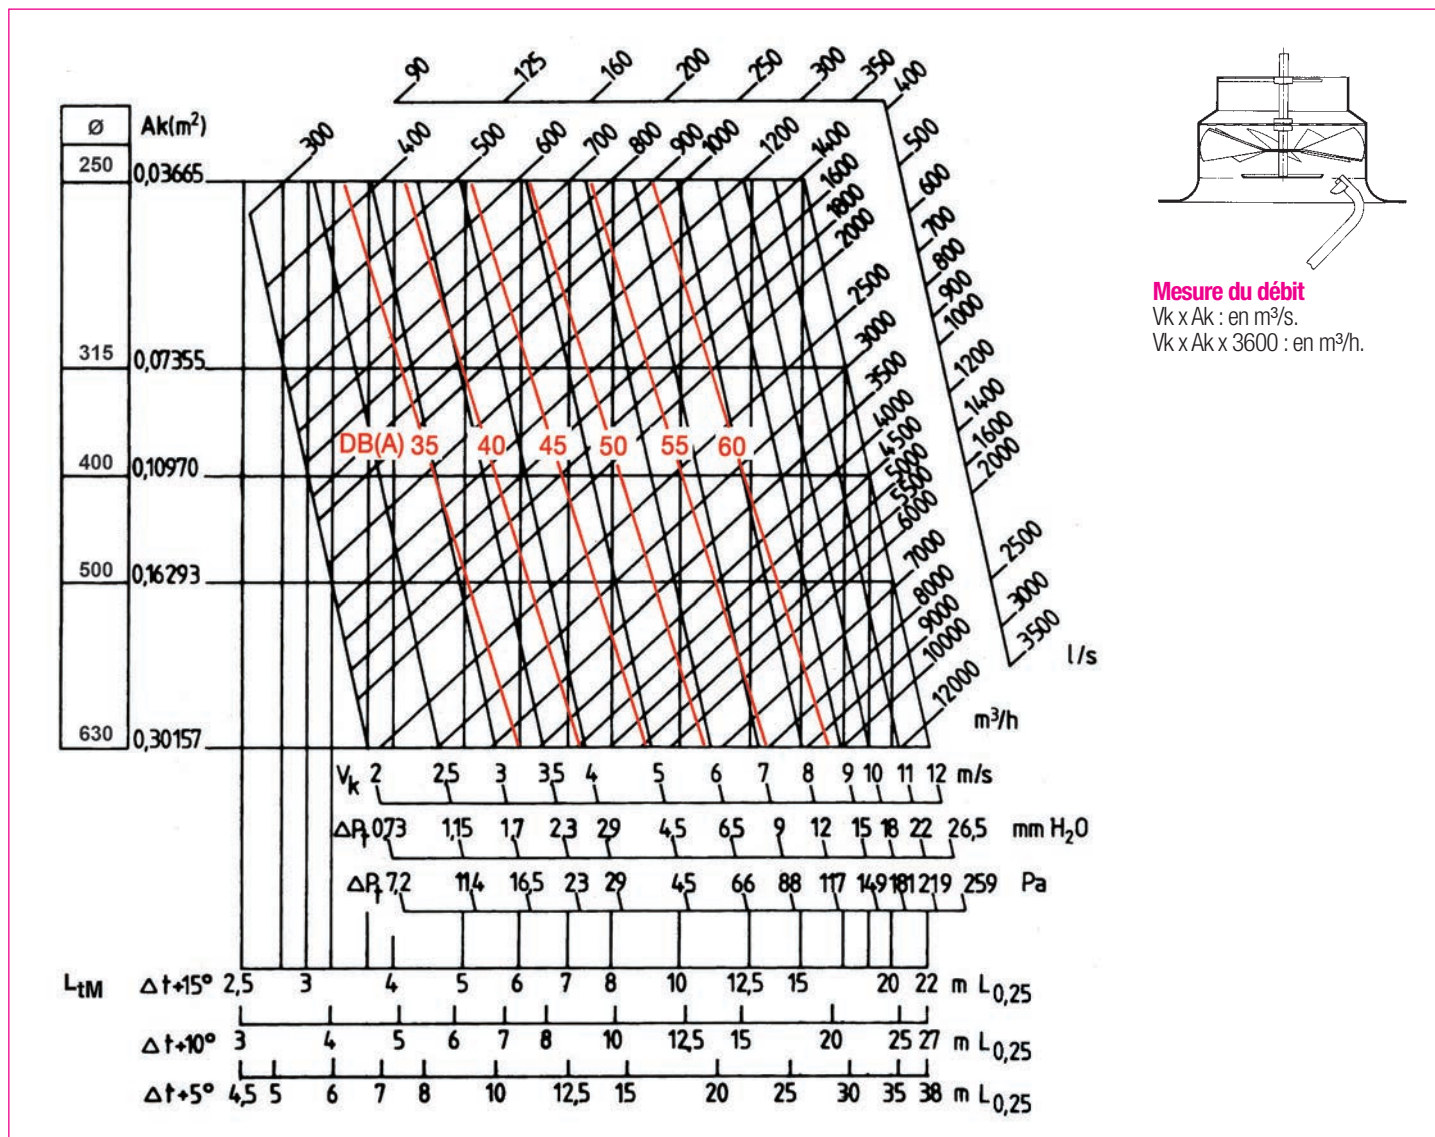 90 125 160 200 250 300 350 400
500
600
700
800
900
1000
1200
1400
1600
2000
2500
3000
3500
l/s
Ø Ak(m²)
250 0,03665
315 0,07355
400 0,10970
500 0,16293
630 0,30157
300 400 500 600 700 800 900 1000 1200 1400
1600
1800
2000
2500
3000
3500
4000
4500
5000
5500
6000
7000
8000
9000
10000
12000
m³/h
DB(A) 35 40 45 50 55 60
Vk 2 2,5 3 3,5 4 5 6 7 8 9 10 11 12 m/s
ΔPt 0,73 1,15 1,7 2,3 2,9 4,5 6,5 9 12 15 18 22 26,5 mm H2O
ΔPt 7,2 11,4 16,5 23 29 45 66 88 117 149 181 219 259 Pa
LtM Δt+15° 2,5 3 4 5 6 7 8 10 12,5 15 20 22 m L0,25
Δt+10° 3 4 5 6 7 8 10 12,5 15 20 25 27 m L0,25
Δt+5° 4,5 5 6 7 8 10 12,5 15 20 25 30 35 38 m L0,25
Mesure du débit
Vk x Ak : en m³/s.
Vk x Ak x 3600 : en m³/h.